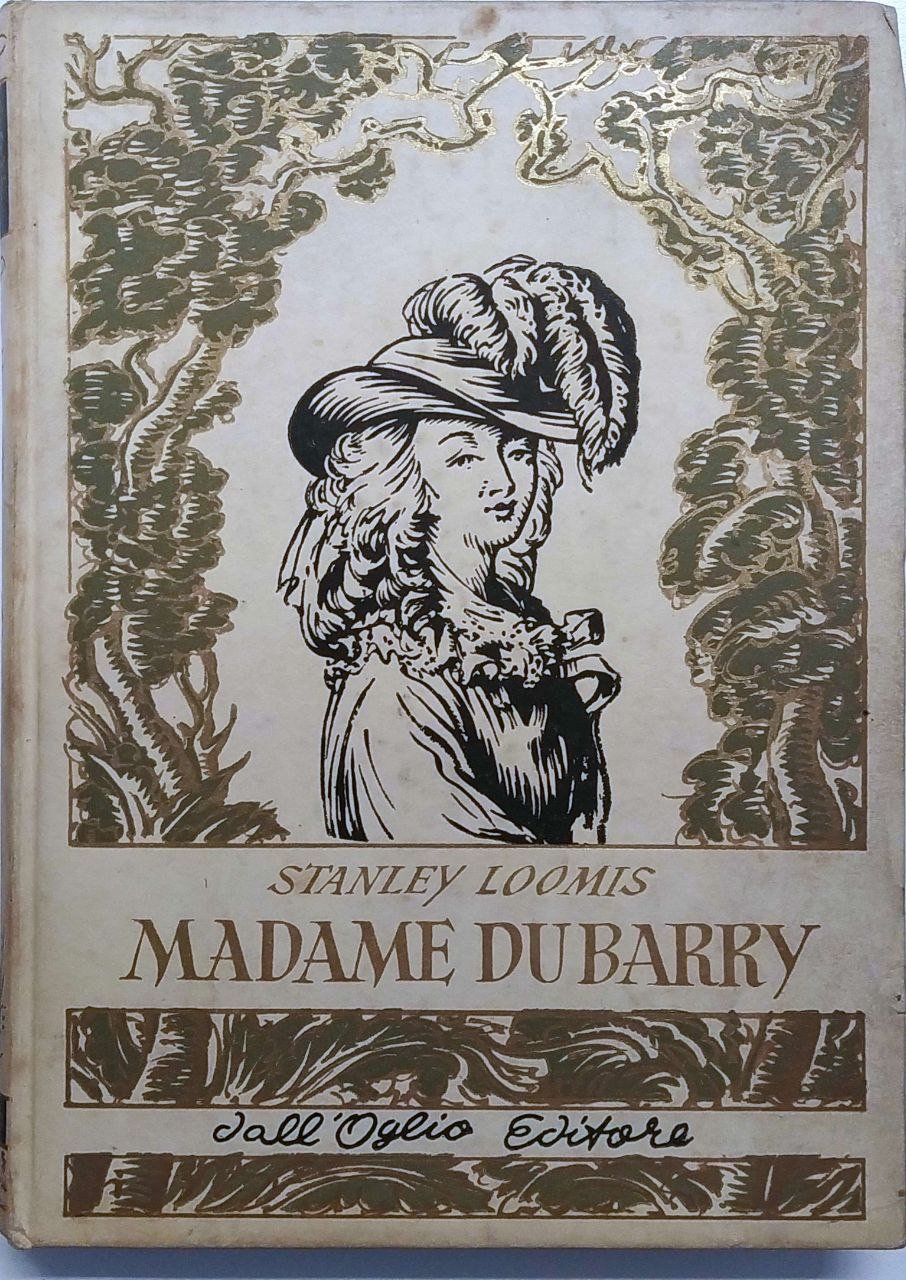 STANLEY LOOMIS
MADAME DUBARRY
dall'Oglio Editore